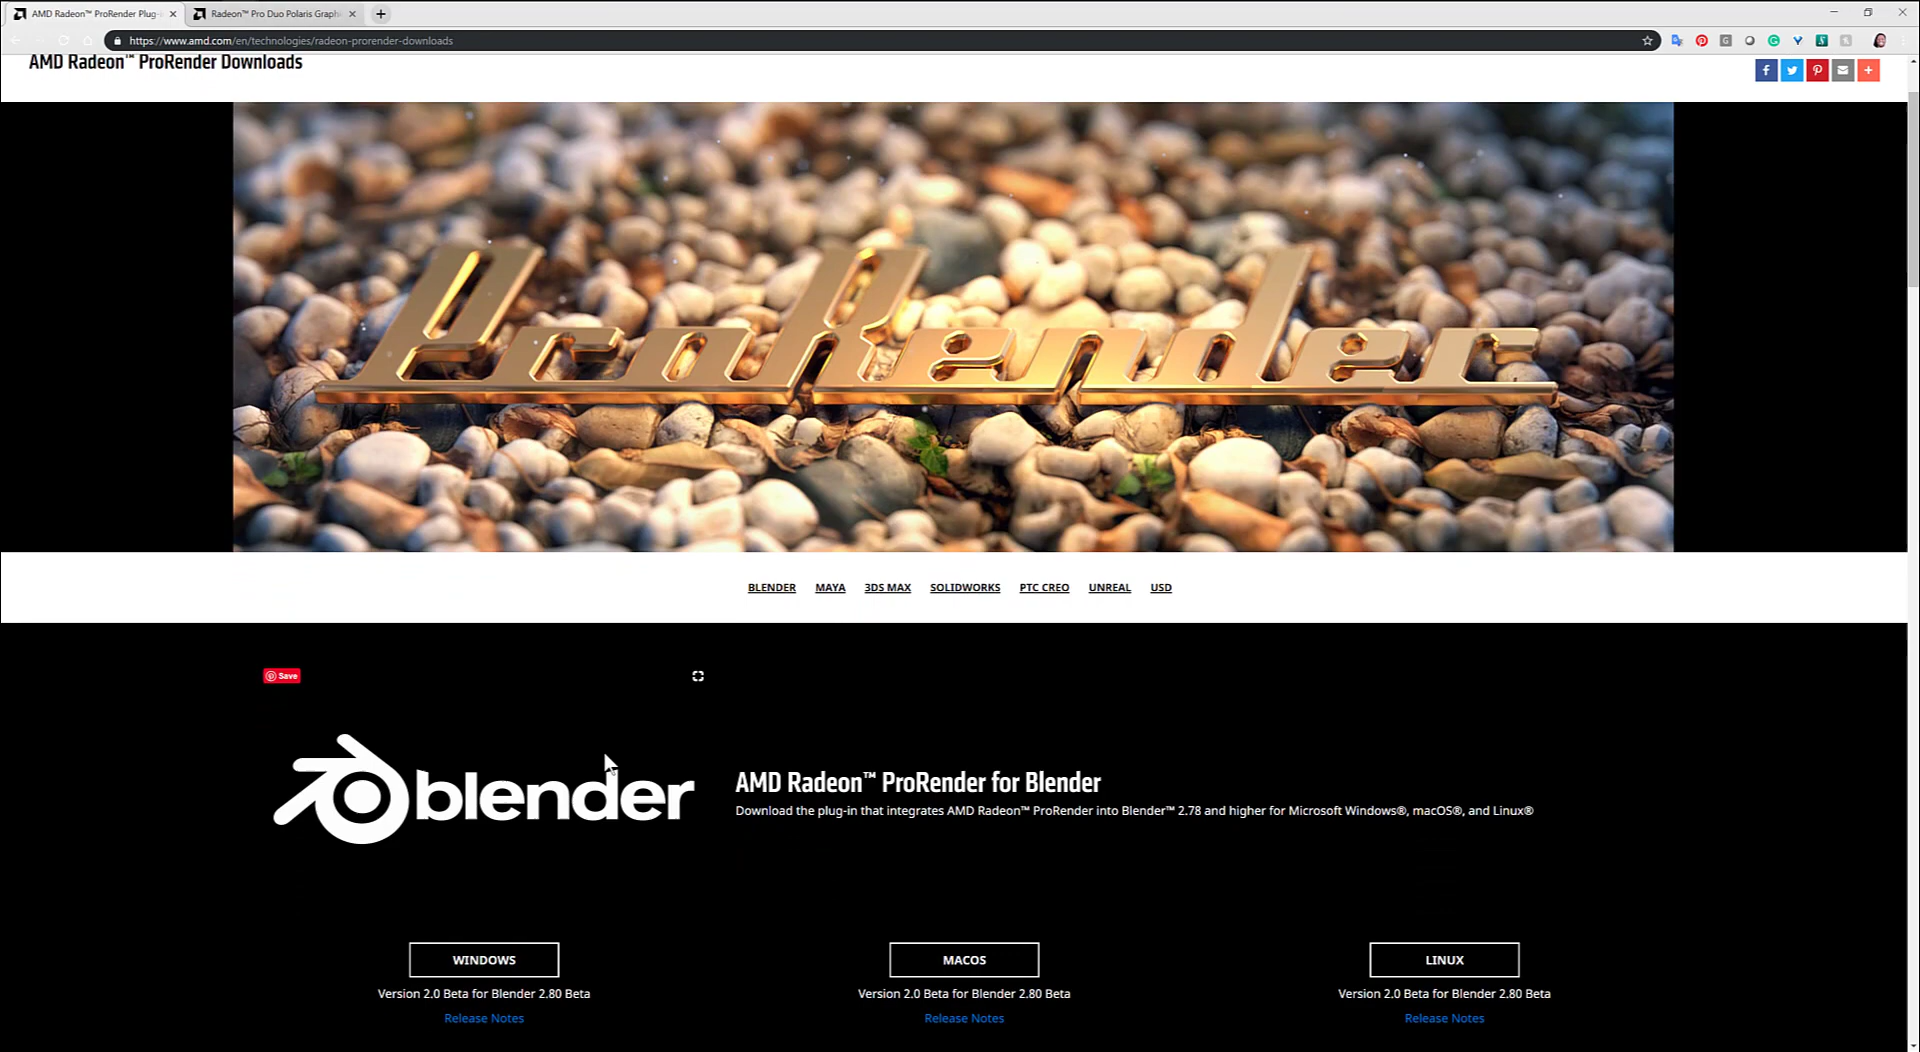 AMD Radeon™ ProRender Plug-
Radeon™ Pro Duo Polaris Graph
https://www.amd.com/en/technologies/radeon-prorender-downloads
AMD Radeon™ ProRender Downloads
ProRender
BLENDER MAYA 3DS MAX SOLIDWORKS PTC CREO UNREAL USD
Save
blender
AMD Radeon™ ProRender for Blender
Download the plug-in that integrates AMD Radeon™ ProRender into Blender™ 2.78 and higher for Microsoft Windows®, macOS®, and Linux®
WINDOWS MACOS LINUX
Version 2.0 Beta for Blender 2.80 Beta Version 2.0 Beta for Blender 2.80 Beta Version 2.0 Beta for Blender 2.80 Beta
Release Notes Release Notes Release Notes